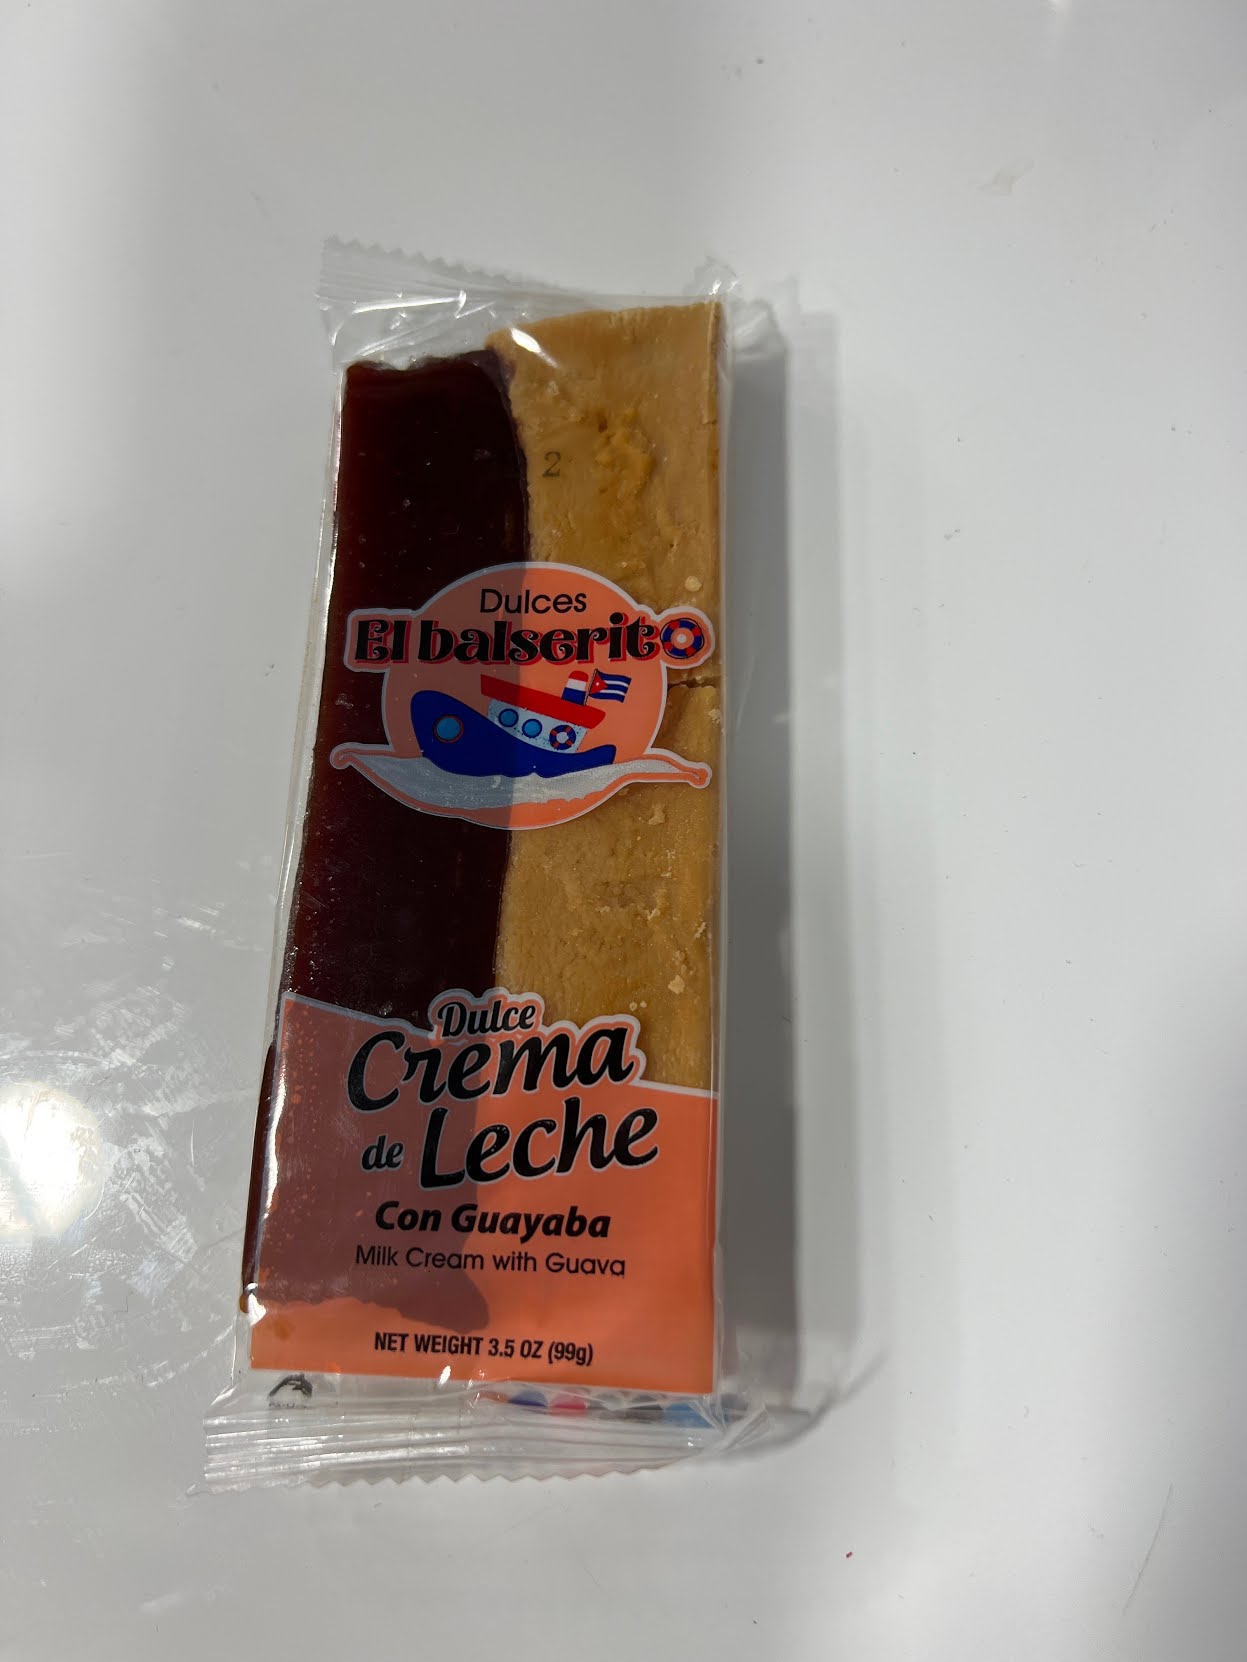 2
Dulces
El balserito
Dulce
Crema
de Leche
Con Guayaba
Milk Cream with Guava
NET WEIGHT 3.5 OZ (99g)